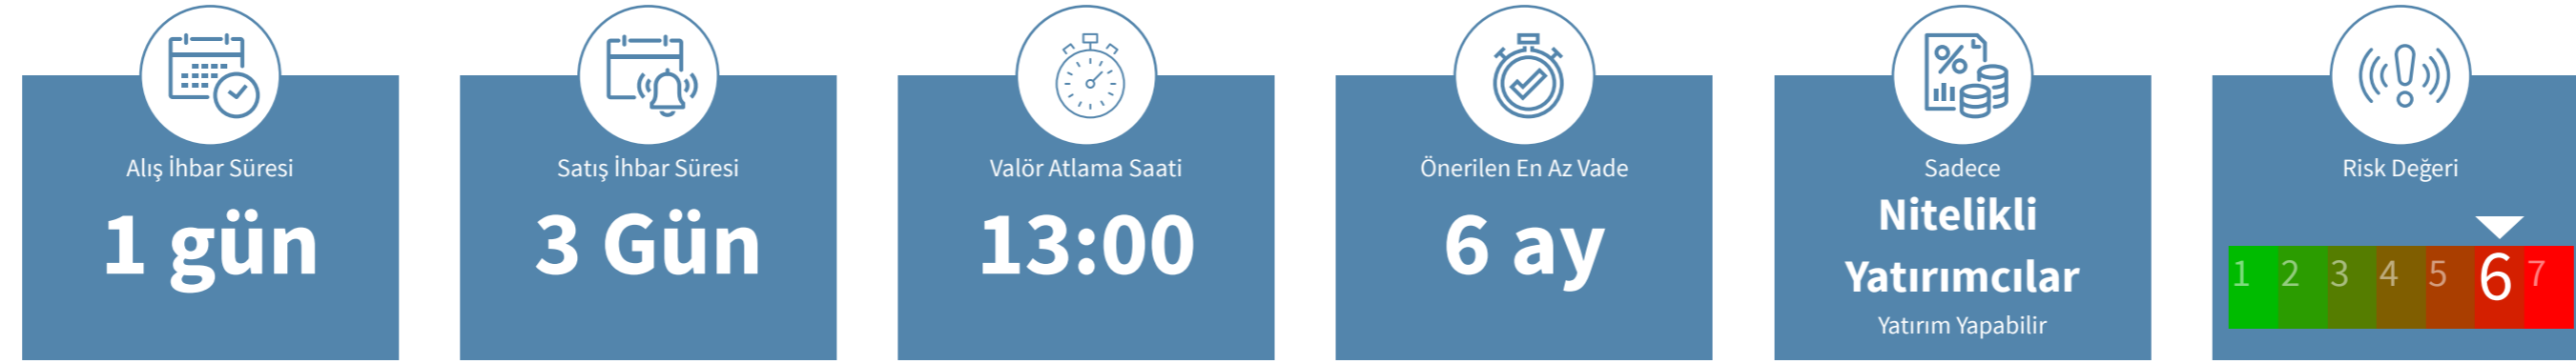 Alış İhbar Süresi
1 gün
Satış İhbar Süresi
3 Gün
Valör Atlama Saati
13:00
Önerilen En Az Vade
6 ay
Sadece
Nitelikli
Yatırımcılar
Yatırım Yapabilir
Risk Değeri
1 2 3 4 5 6 7